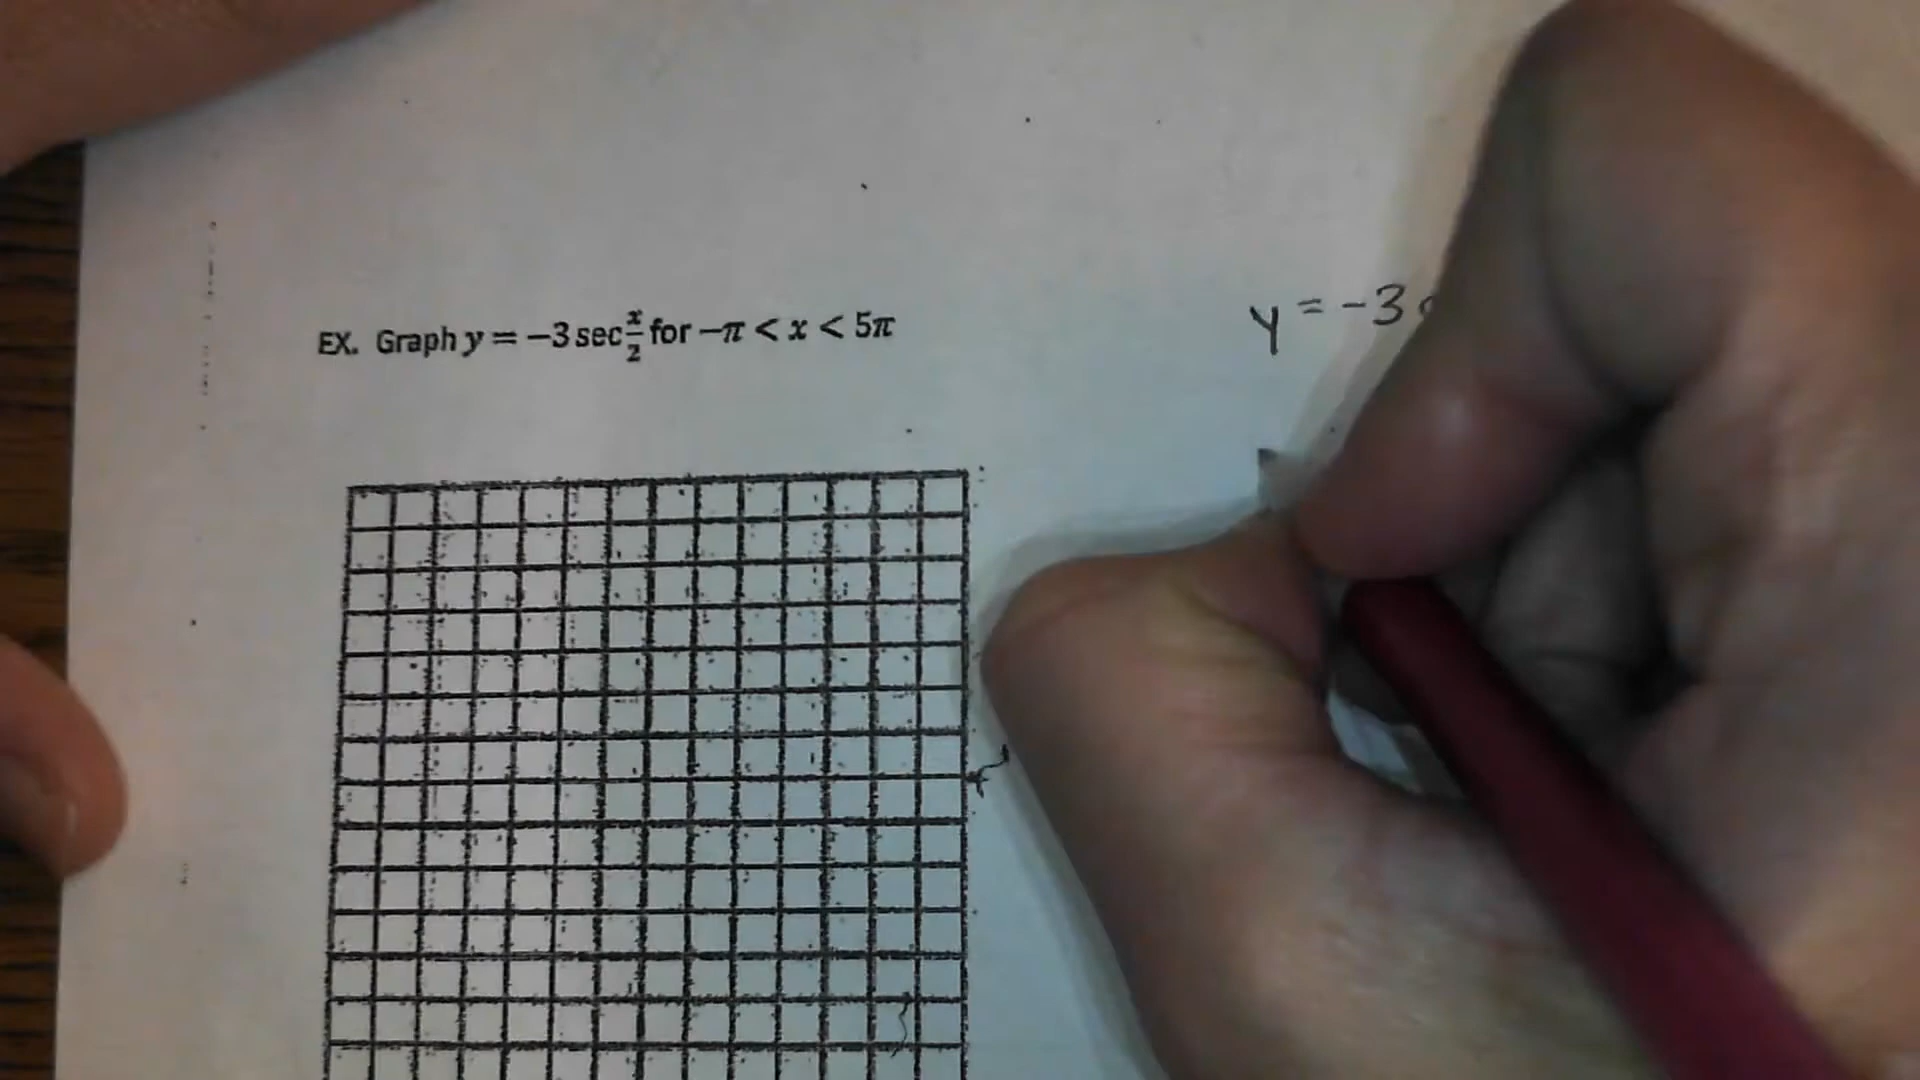 EX. Graph y = −3 sec x/2 for −π < x < 5π
y = -3